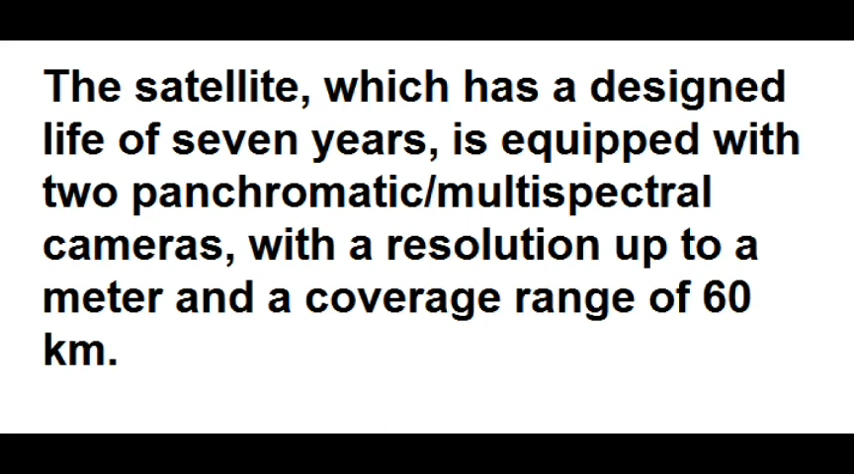 The satellite, which has a designed
life of seven years, is equipped with
two panchromatic/multispectral
cameras, with a resolution up to a
meter and a coverage range of 60
km.